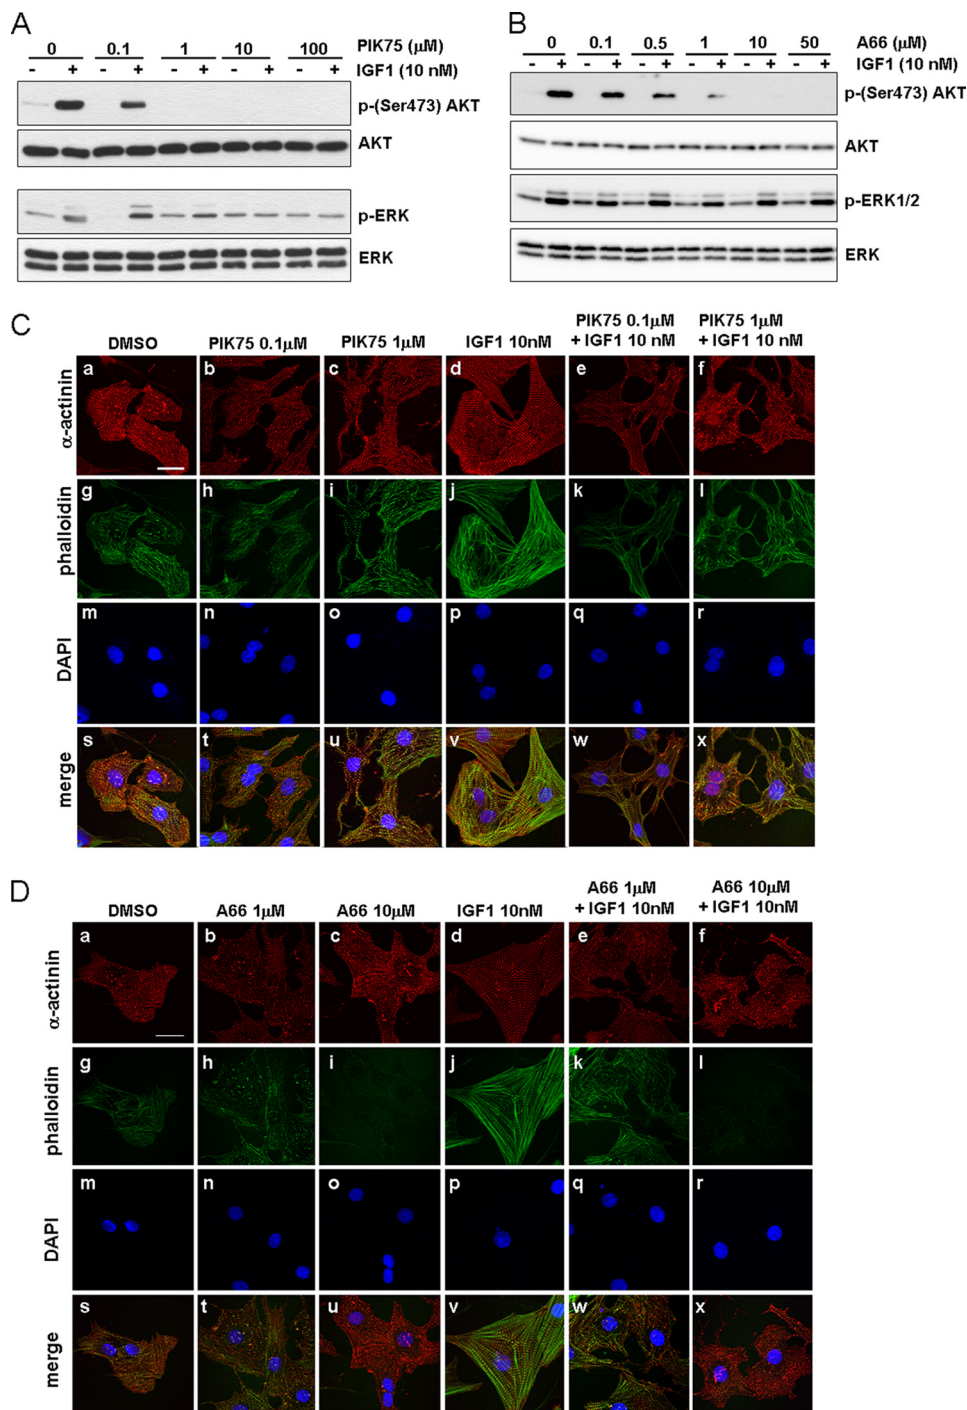 A
0 0.1 1 10 100 PIK75 (µM)
- + - + - + - + - + IGF1 (10 nM)
p-(Ser473) AKT
AKT
p-ERK
ERK
B
0 0.1 0.5 1 10 50 A66 (µM)
- + - + - + - + - + - + IGF1 (10 nM)
p-(Ser473) AKT
AKT
p-ERK1/2
ERK
C
DMSO PIK75 0.1µM PIK75 1µM IGF1 10nM PIK75 0.1µM + IGF1 10 nM PIK75 1µM + IGF1 10 nM
α-actinin
a b c d e f
phalloidin
g h i j k l
DAPI
m n o p q r
merge
s t u v w x
D
DMSO A66 1µM A66 10µM IGF1 10nM A66 1µM + IGF1 10nM A66 10µM + IGF1 10nM
α-actinin
a b c d e f
phalloidin
g h i j k l
DAPI
m n o p q r
merge
s t u v w x